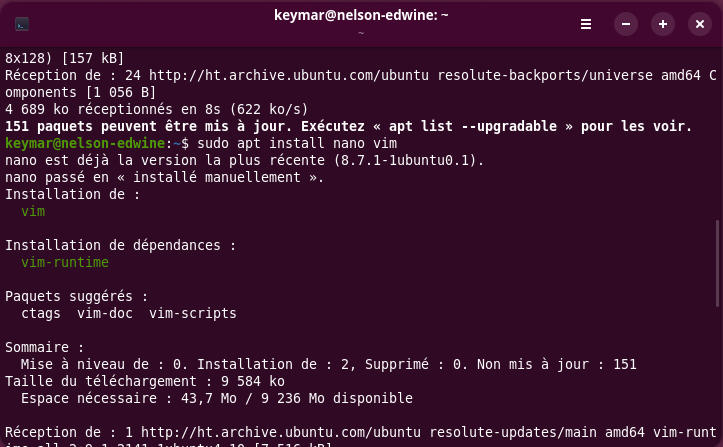 keymar@nelson-edwine: ~
~
8x128) [157 kB]
Réception de : 24 http://ht.archive.ubuntu.com/ubuntu resolute-backports/universe amd64 C
omponents [1 056 B]
4 689 ko réceptionnés en 8s (622 ko/s)
151 paquets peuvent être mis à jour. Exécutez « apt list --upgradable » pour les voir.
keymar@nelson-edwine:~$ sudo apt install nano vim
nano est déjà la version la plus récente (8.7.1-1ubuntu0.1).
nano passé en « installé manuellement ».
Installation de :
  vim

Installation de dépendances :
  vim-runtime

Paquets suggérés :
  ctags  vim-doc  vim-scripts

Sommaire :
  Mise à niveau de : 0. Installation de : 2, Supprimé : 0. Non mis à jour : 151
Taille du téléchargement : 9 584 ko
  Espace nécessaire : 43,7 Mo / 9 236 Mo disponible

Réception de : 1 http://ht.archive.ubuntu.com/ubuntu resolute-updates/main amd64 vim-runt